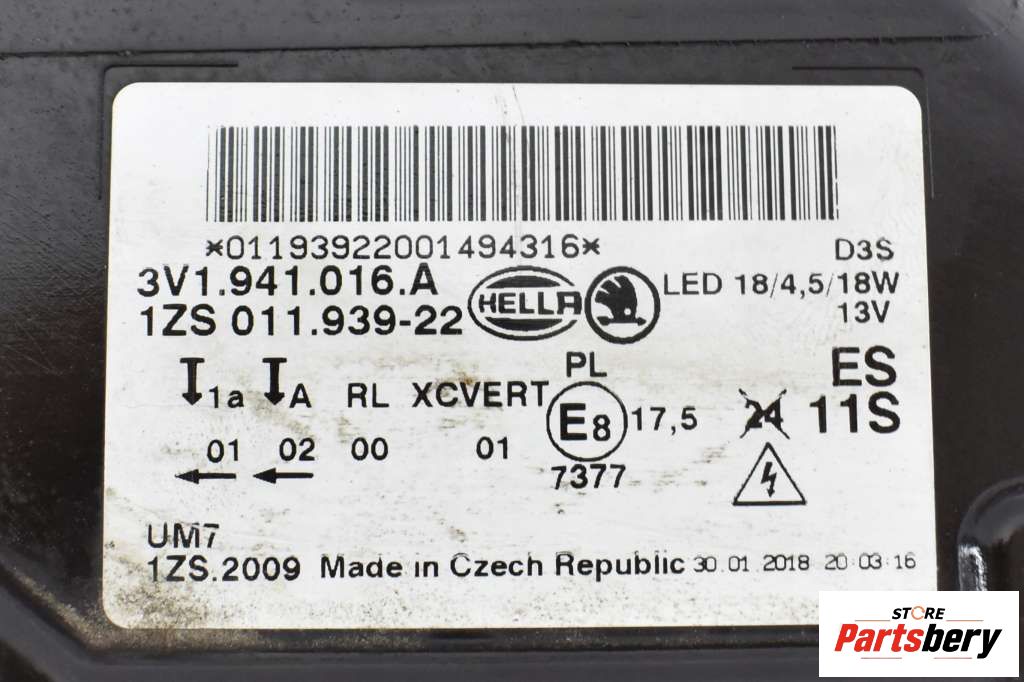 *01193922001494316*
D3S
3V1.941.016.A
HELLA
LED 18/4,5/18W
1ZS 011.939-22
13V
PL
ES
1a A RL XCVERT
E8 17,5
24
11S
01 02 00 01
7377
UM7
1ZS.2009 Made in Czech Republic 30.01.2018 20:03:16
STORE
Partsbery